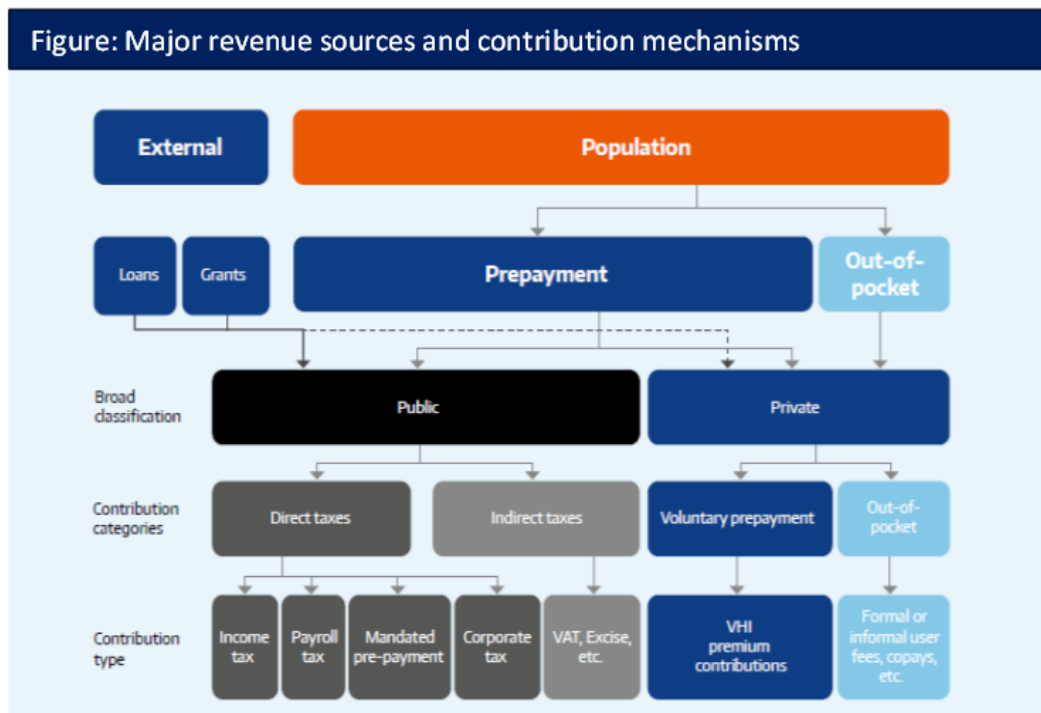 Figure: Major revenue sources and contribution mechanisms
External
Population
Loans
Grants
Prepayment
Out-of-
pocket
Broad
classification
Public
Private
Contribution
categories
Direct taxes
Indirect taxes
Voluntary prepayment
Out-of-
pocket
Contribution
type
Income
tax
Payroll
tax
Mandated
pre-payment
Corporate
tax
VAT, Excise,
etc.
VHI
premium
contributions
Formal or
informal user
fees, copays,
etc.